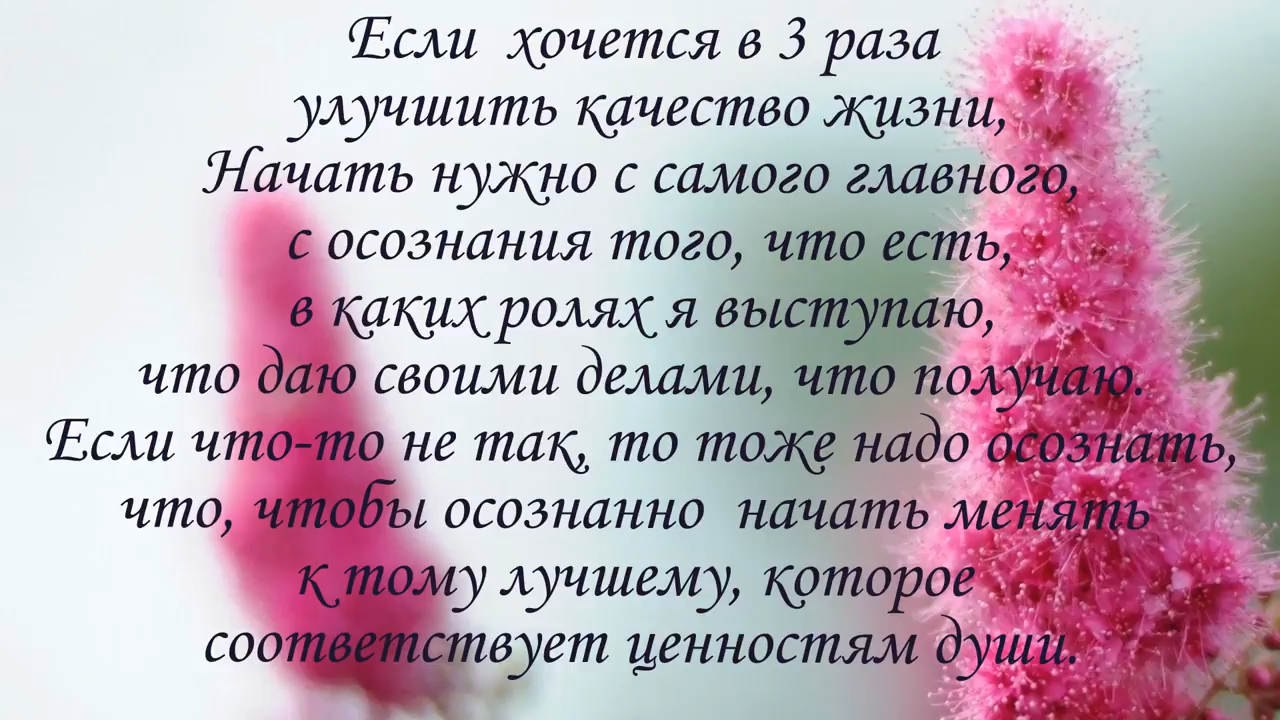 Если хочется в 3 раза
улучшить качество жизни,
Начать нужно с самого главного,
с осознания того, что есть,
в каких ролях я выступаю,
что даю своими делами, что получаю.
Если что-то не так, то тоже надо осознать,
что, чтобы осознанно начать менять
к тому лучшему, которое
соответствует ценностям души.